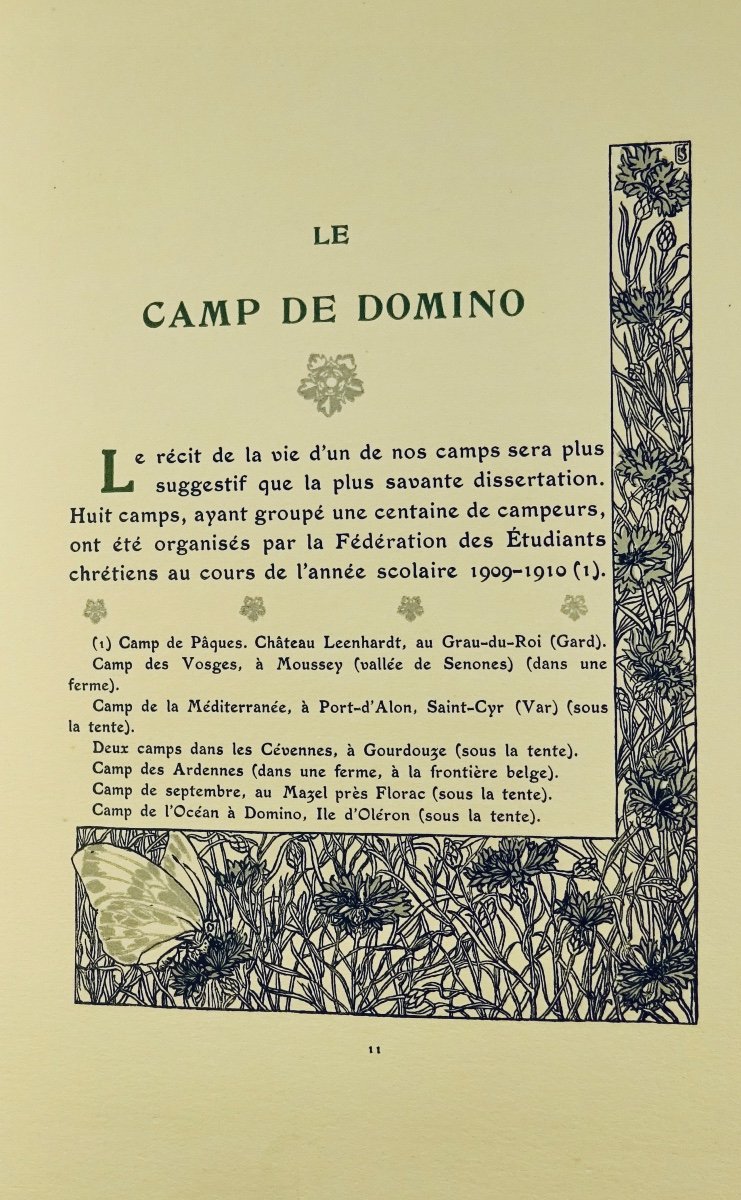 LE
CAMP DE DOMINO
Le récit de la vie d'un de nos camps sera plus
suggestif que la plus savante dissertation.
Huit camps, ayant groupé une centaine de campeurs,
ont été organisés par la Fédération des Étudiants
chrétiens au cours de l'année scolaire 1909-1910 (1).
(1) Camp de Pâques. Château Leenhardt, au Grau-du-Roi (Gard).
Camp des Vosges, à Moussey (vallée de Senones) (dans une
ferme).
Camp de la Méditerranée, à Port-d'Alon, Saint-Cyr (Var) (sous
la tente).
Deux camps dans les Cévennes, à Gourdouze (sous la tente).
Camp des Ardennes (dans une ferme, à la frontière belge).
Camp de septembre, au Mazel près Florac (sous la tente).
Camp de l'Océan à Domino, Ile d'Oléron (sous la tente).
11